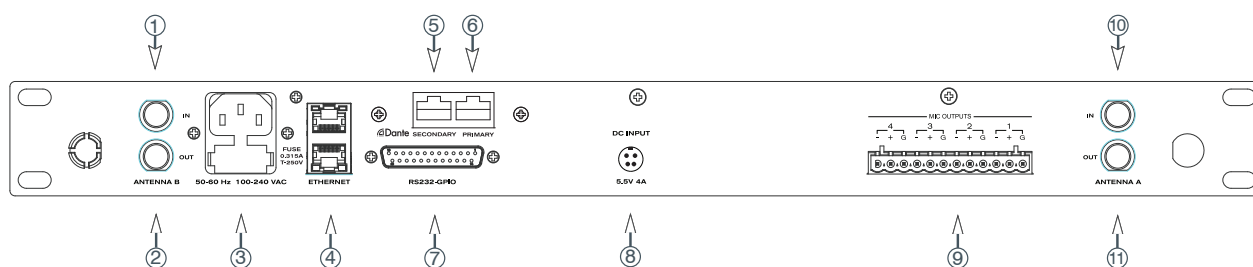 1 5 6 10
IN
OUT
ANTENNA B
50-60 Hz 100-240 VAC
FUSE
0.315A
T-250V
ETHERNET
Dante SECONDARY PRIMARY
RS232-GPIO
DC INPUT
5,5V 4A
MIC OUTPUTS
4 3 2 1
- + G - + G - + G - + G
IN
OUT
ANTENNA A
2 3 4 7 8 9 11